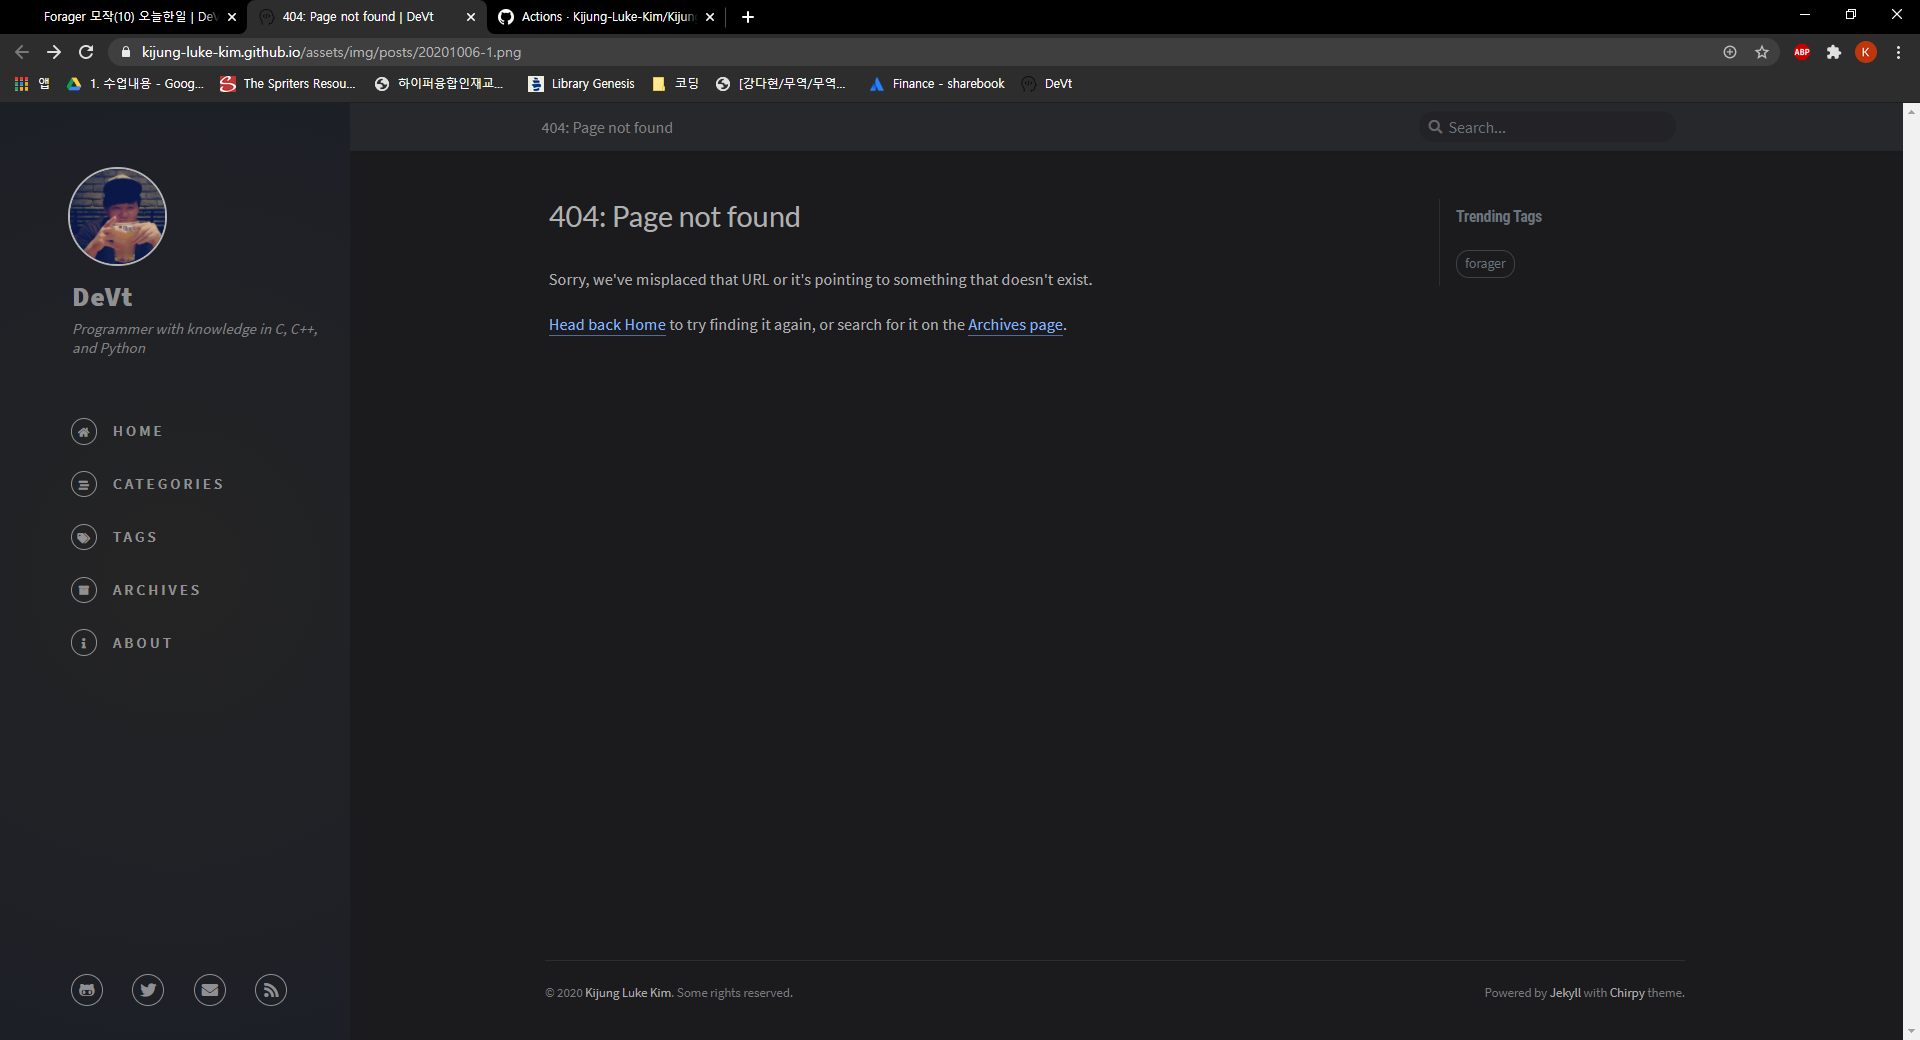 Forager 모작(10) 오늘한일 | DeV
404: Page not found | DeVt
Actions · Kijung-Luke-Kim/Kijun
kijung-luke-kim.github.io/assets/img/posts/20201006-1.png
ABP
K
앱
1. 수업내용 - Goog...
The Spriters Resou...
하이퍼융합인재교...
Library Genesis
코딩
[강다현/무역/무역...
Finance - sharebook
DeVt
404: Page not found
Search...
DeVt
Programmer with knowledge in C, C++,
and Python
HOME
CATEGORIES
TAGS
ARCHIVES
ABOUT
404: Page not found
Sorry, we've misplaced that URL or it's pointing to something that doesn't exist.
Head back Home to try finding it again, or search for it on the Archives page.
Trending Tags
forager
© 2020 Kijung Luke Kim. Some rights reserved.
Powered by Jekyll with Chirpy theme.